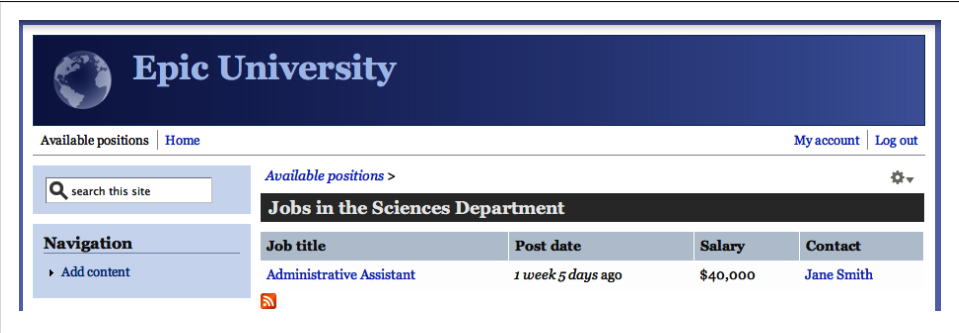 Epic University
Available positions Home My account Log out
search this site
Available positions >
Jobs in the Sciences Department
Navigation
Add content
Job title Post date Salary Contact
Administrative Assistant 1 week 5 days ago $40,000 Jane Smith